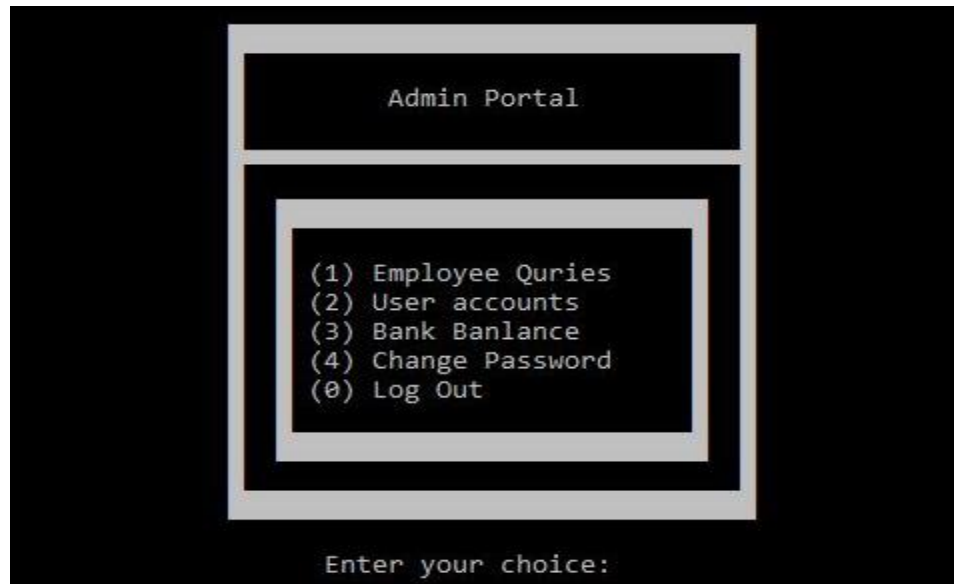 Admin Portal
(1) Employee Quries
(2) User accounts
(3) Bank Banlance
(4) Change Password
(0) Log Out
Enter your choice: